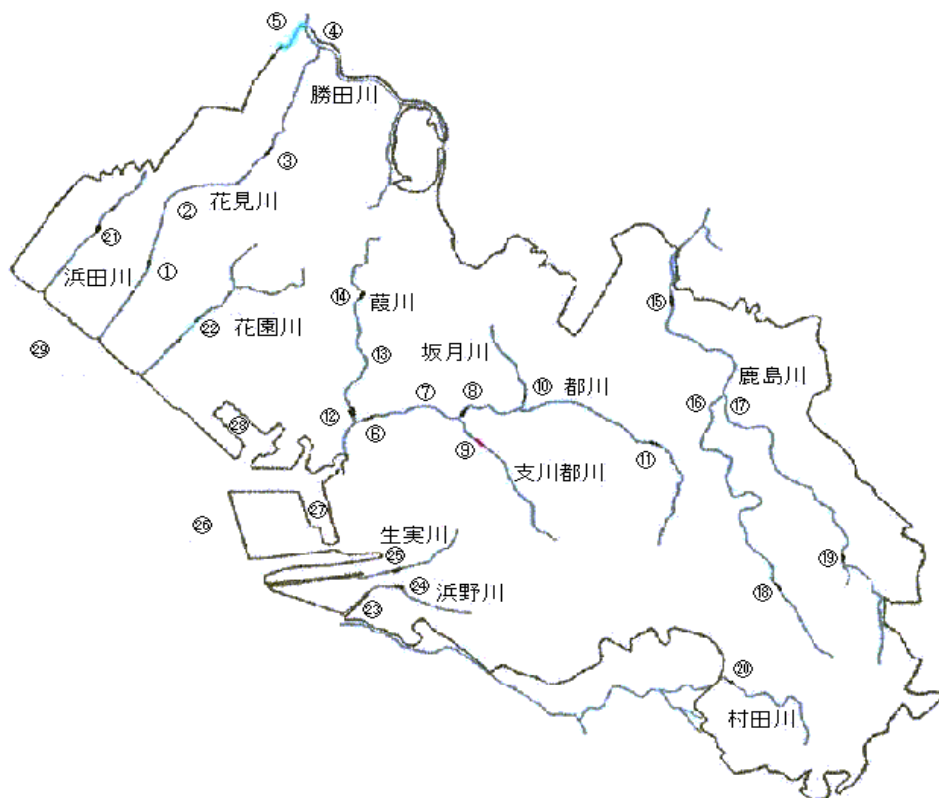 ⑤
④
勝田川
③
②
花見川
㉑
浜田川
①
⑭
葭川
⑮
㉒
花園川
㉙
坂月川
⑬
鹿島川
⑦
⑧
⑩
都川
⑯
⑰
㉘
⑫
⑥
⑨
⑪
支川都川
㉖
㉗
生実川
㉕
⑲
㉔
浜野川
⑱
㉓
⑳
村田川